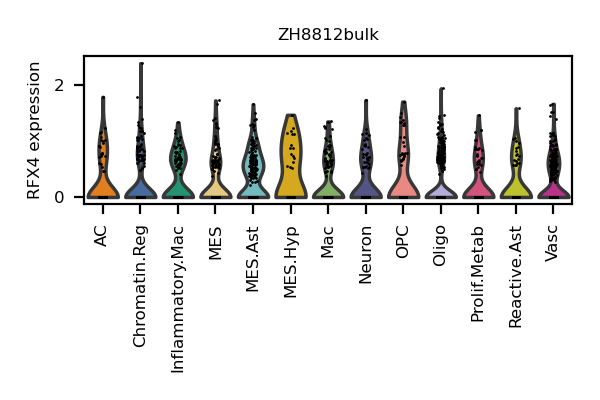 ZH8812bulk
RFX4 expression
2
0
AC
Chromatin.Reg
Inflammatory.Mac
MES
MES.Ast
MES.Hyp
Mac
Neuron
OPC
Oligo
Prolif.Metab
Reactive.Ast
Vasc